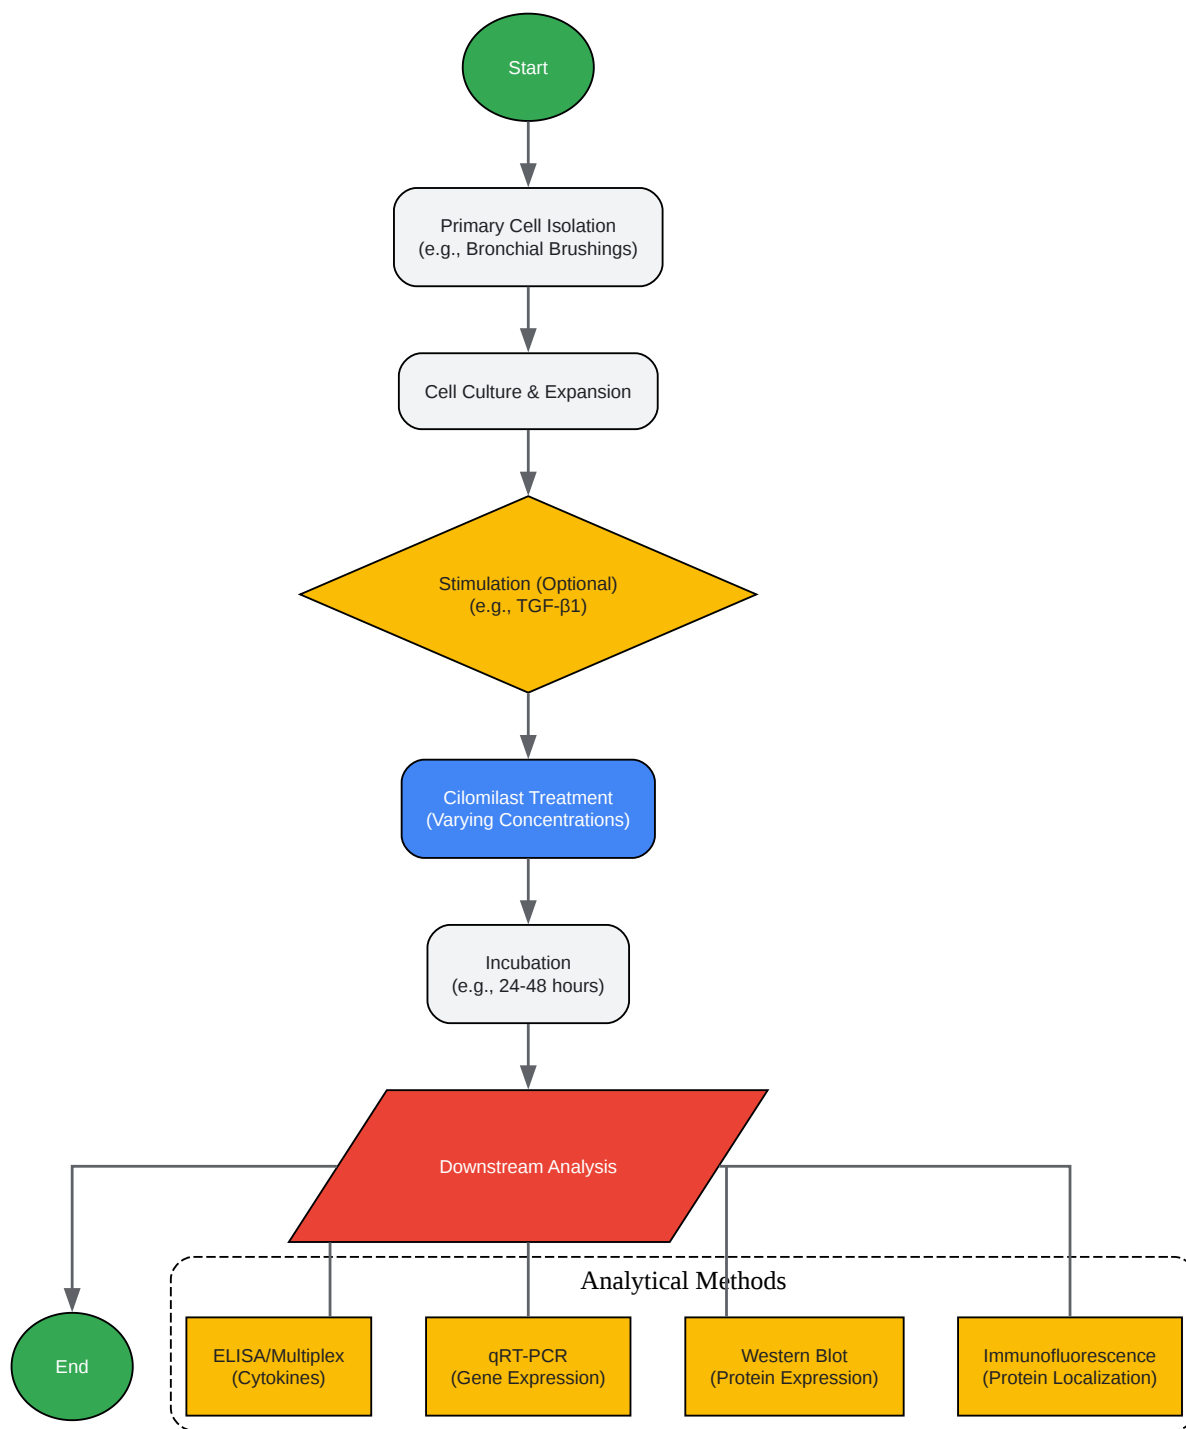 Start
Primary Cell Isolation
(e.g., Bronchial Brushings)
Cell Culture & Expansion
Stimulation (Optional)
(e.g., TGF-β1)
Cilomilast Treatment
(Varying Concentrations)
Incubation
(e.g., 24-48 hours)
Downstream Analysis
Analytical Methods
End
ELISA/Multiplex
(Cytokines)
qRT-PCR
(Gene Expression)
Western Blot
(Protein Expression)
Immunofluorescence
(Protein Localization)